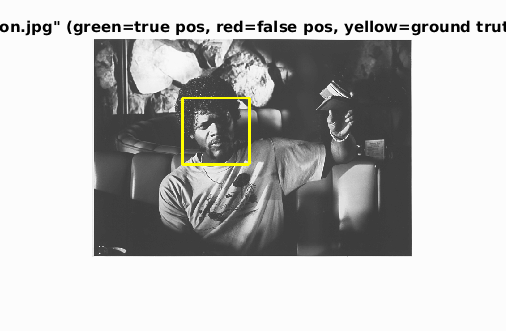 on.jpg" (green=true pos, red=false pos, yellow=ground trut